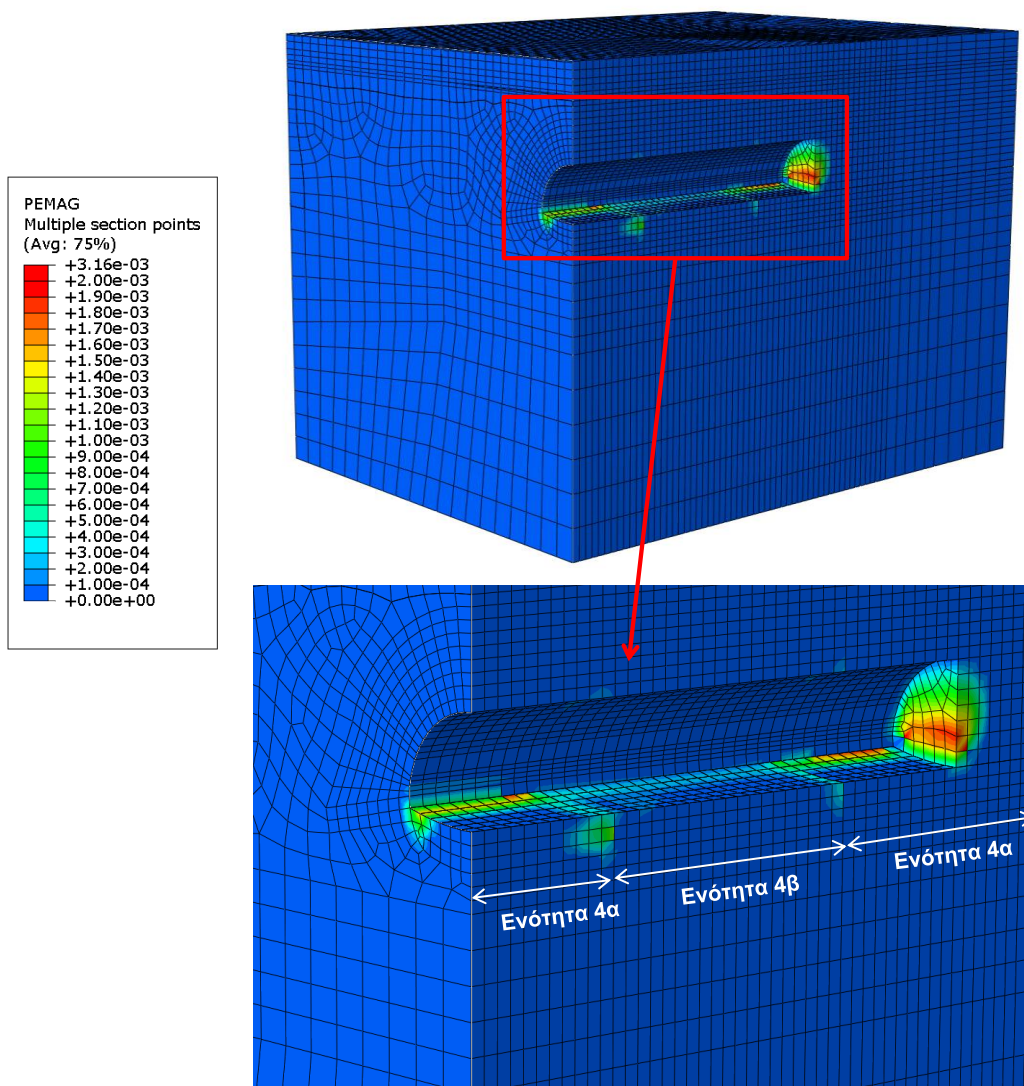 PEMAG
Multiple section points
(Avg: 75%)
+3.16e-03
+2.00e-03
+1.90e-03
+1.80e-03
+1.70e-03
+1.60e-03
+1.50e-03
+1.40e-03
+1.30e-03
+1.20e-03
+1.10e-03
+1.00e-03
+9.00e-04
+8.00e-04
+7.00e-04
+6.00e-04
+5.00e-04
+4.00e-04
+3.00e-04
+2.00e-04
+1.00e-04
+0.00e+00
Ενότητα 4α
Ενότητα 4β
Ενότητα 4α